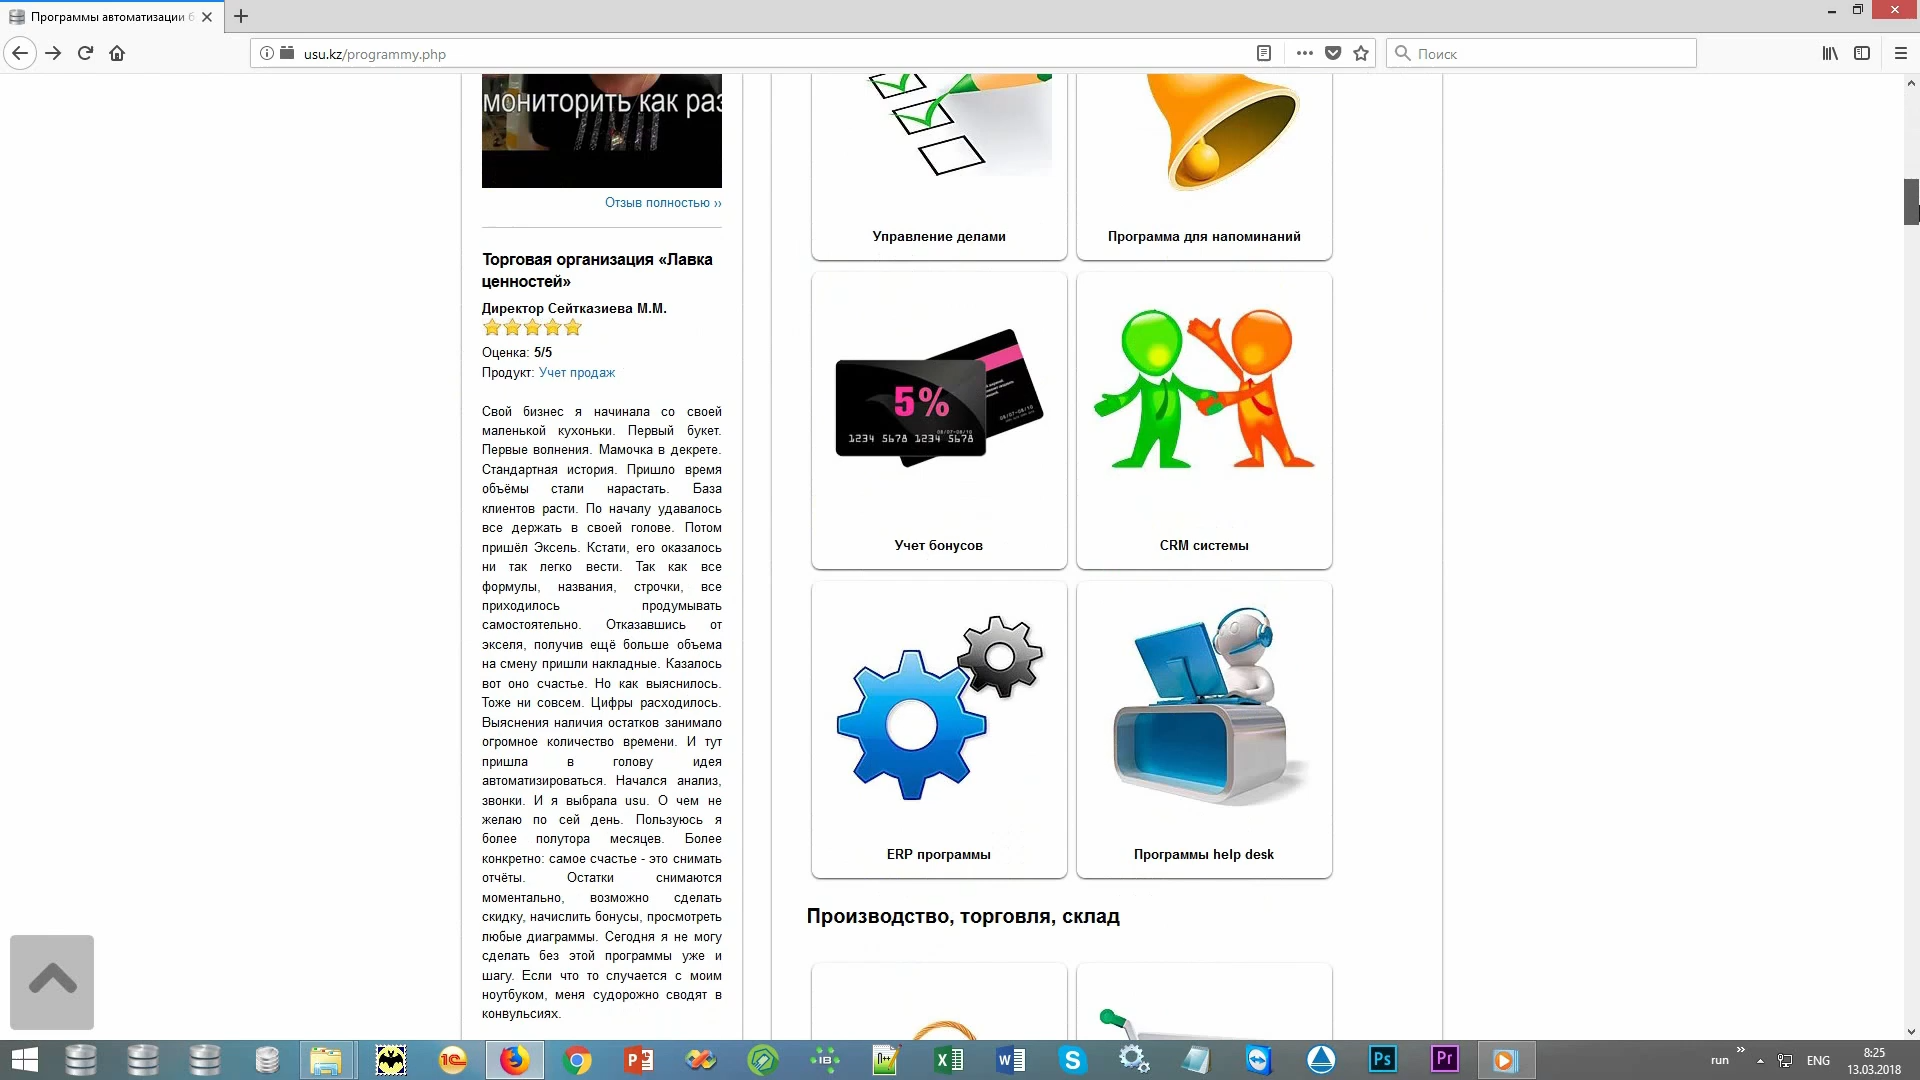 Программы автоматизации б
usu.kz/programmy.php
Поиск
мониторить как раз
Отзыв полностью ››
Торговая организация «Лавка
ценностей»
Директор Сейтказиева М.М.
Оценка: 5/5
Продукт: Учет продаж
Свой бизнес я начинала со своей
маленькой кухоньки. Первый букет.
Первые волнения. Мамочка в декрете.
Стандартная история. Пришло время
объёмы стали нарастать. База
клиентов расти. По началу удавалось
все держать в своей голове. Потом
пришёл Эксель. Кстати, его оказалось
ни так легко вести. Так как все
формулы, названия, строчки, все
приходилось продумывать
самостоятельно. Отказавшись от
экселя, получив ещё больше объема
на смену пришли накладные. Казалось
вот оно счастье. Но как выяснилось.
Тоже ни совсем. Цифры расходилось.
Выяснения наличия остатков занимало
огромное количество времени. И тут
пришла в голову идея
автоматизироваться. Начался анализ,
звонки. И я выбрала usu. О чем не
желаю по сей день. Пользуюсь я
более полутора месяцев. Более
конкретно: самое счастье - это снимать
отчёты. Остатки снимаются
моментально, возможно сделать
скидку, начислить бонусы, просмотреть
любые диаграммы. Сегодня я не могу
сделать без этой программы уже и
шагу. Если что то случается с моим
ноутбуком, меня судорожно сводят в
конвульсиях.
Управление делами
Программа для напоминаний
5%
1234 5678 1234 5678
Учет бонусов
CRM системы
ERP программы
Программы help desk
Производство, торговля, склад
run
ENG
8:25
13.03.2018